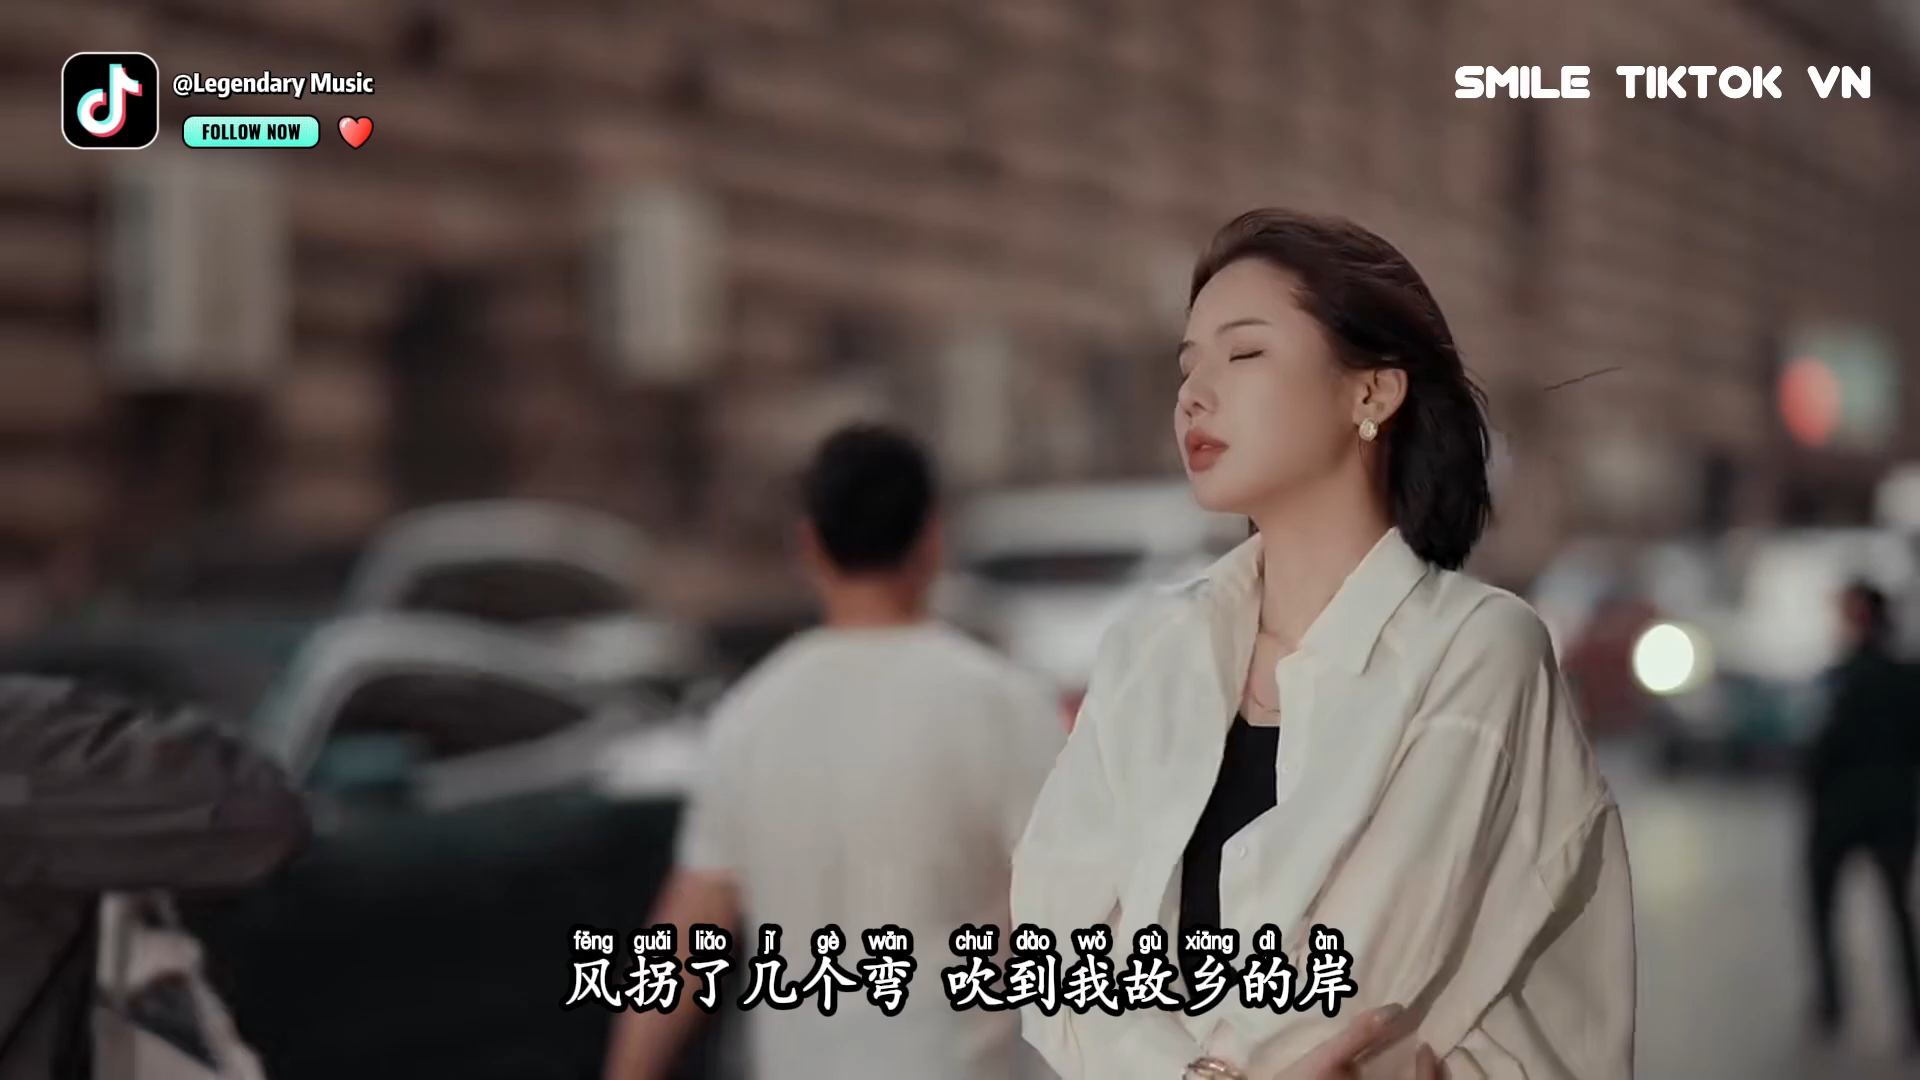 @Legendary Music
FOLLOW NOW
SMILE TIKTOK VN
fēng guǎi liǎo jǐ gè wān chuī dào wǒ gù xiāng dì àn
风拐了几个弯 吹到我故乡的岸